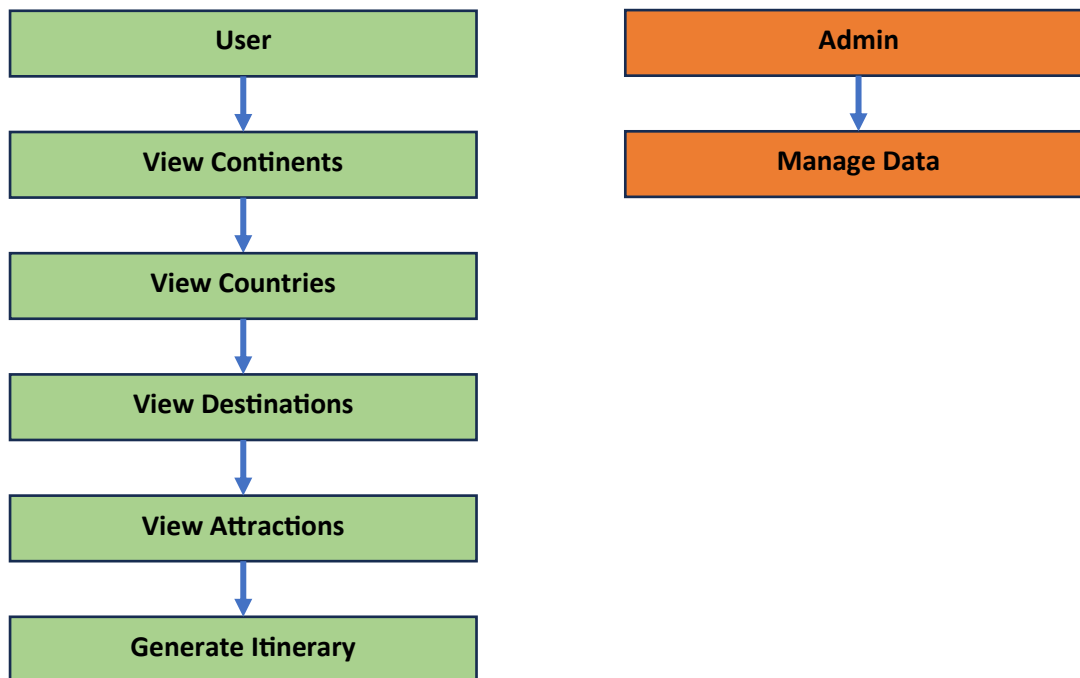 User
View Continents
View Countries
View Destinations
View Attractions
Generate Itinerary
Admin
Manage Data